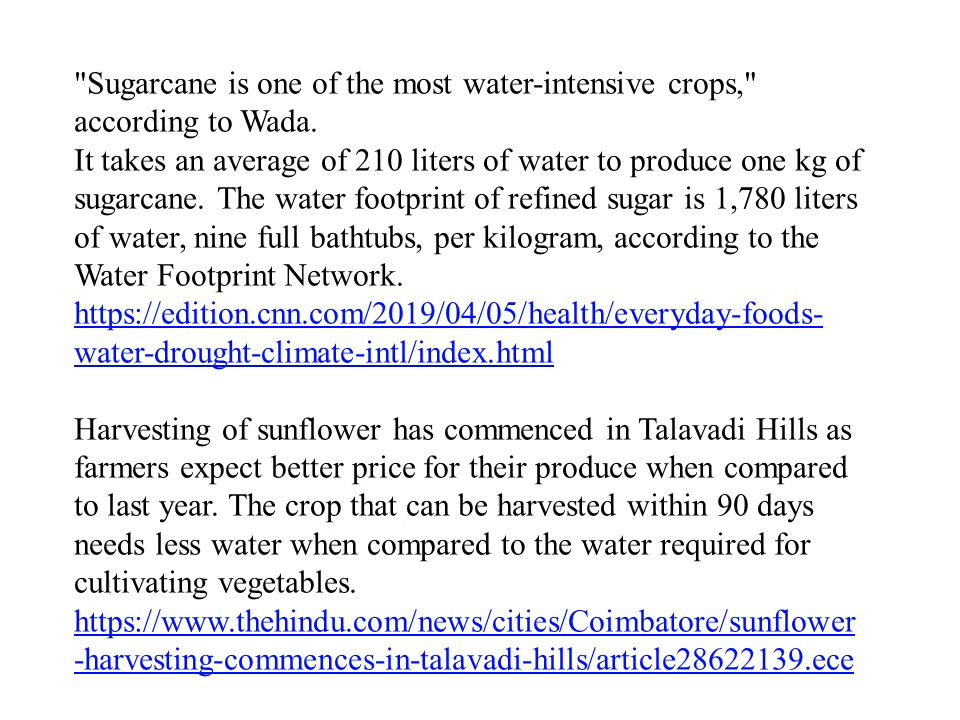 "Sugarcane is one of the most water-intensive crops,"
according to Wada.
It takes an average of 210 liters of water to produce one kg of
sugarcane. The water footprint of refined sugar is 1,780 liters
of water, nine full bathtubs, per kilogram, according to the
Water Footprint Network.
https://edition.cnn.com/2019/04/05/health/everyday-foods-
water-drought-climate-intl/index.html
Harvesting of sunflower has commenced in Talavadi Hills as
farmers expect better price for their produce when compared
to last year. The crop that can be harvested within 90 days
needs less water when compared to the water required for
cultivating vegetables.
https://www.thehindu.com/news/cities/Coimbatore/sunflower
-harvesting-commences-in-talavadi-hills/article28622139.ece